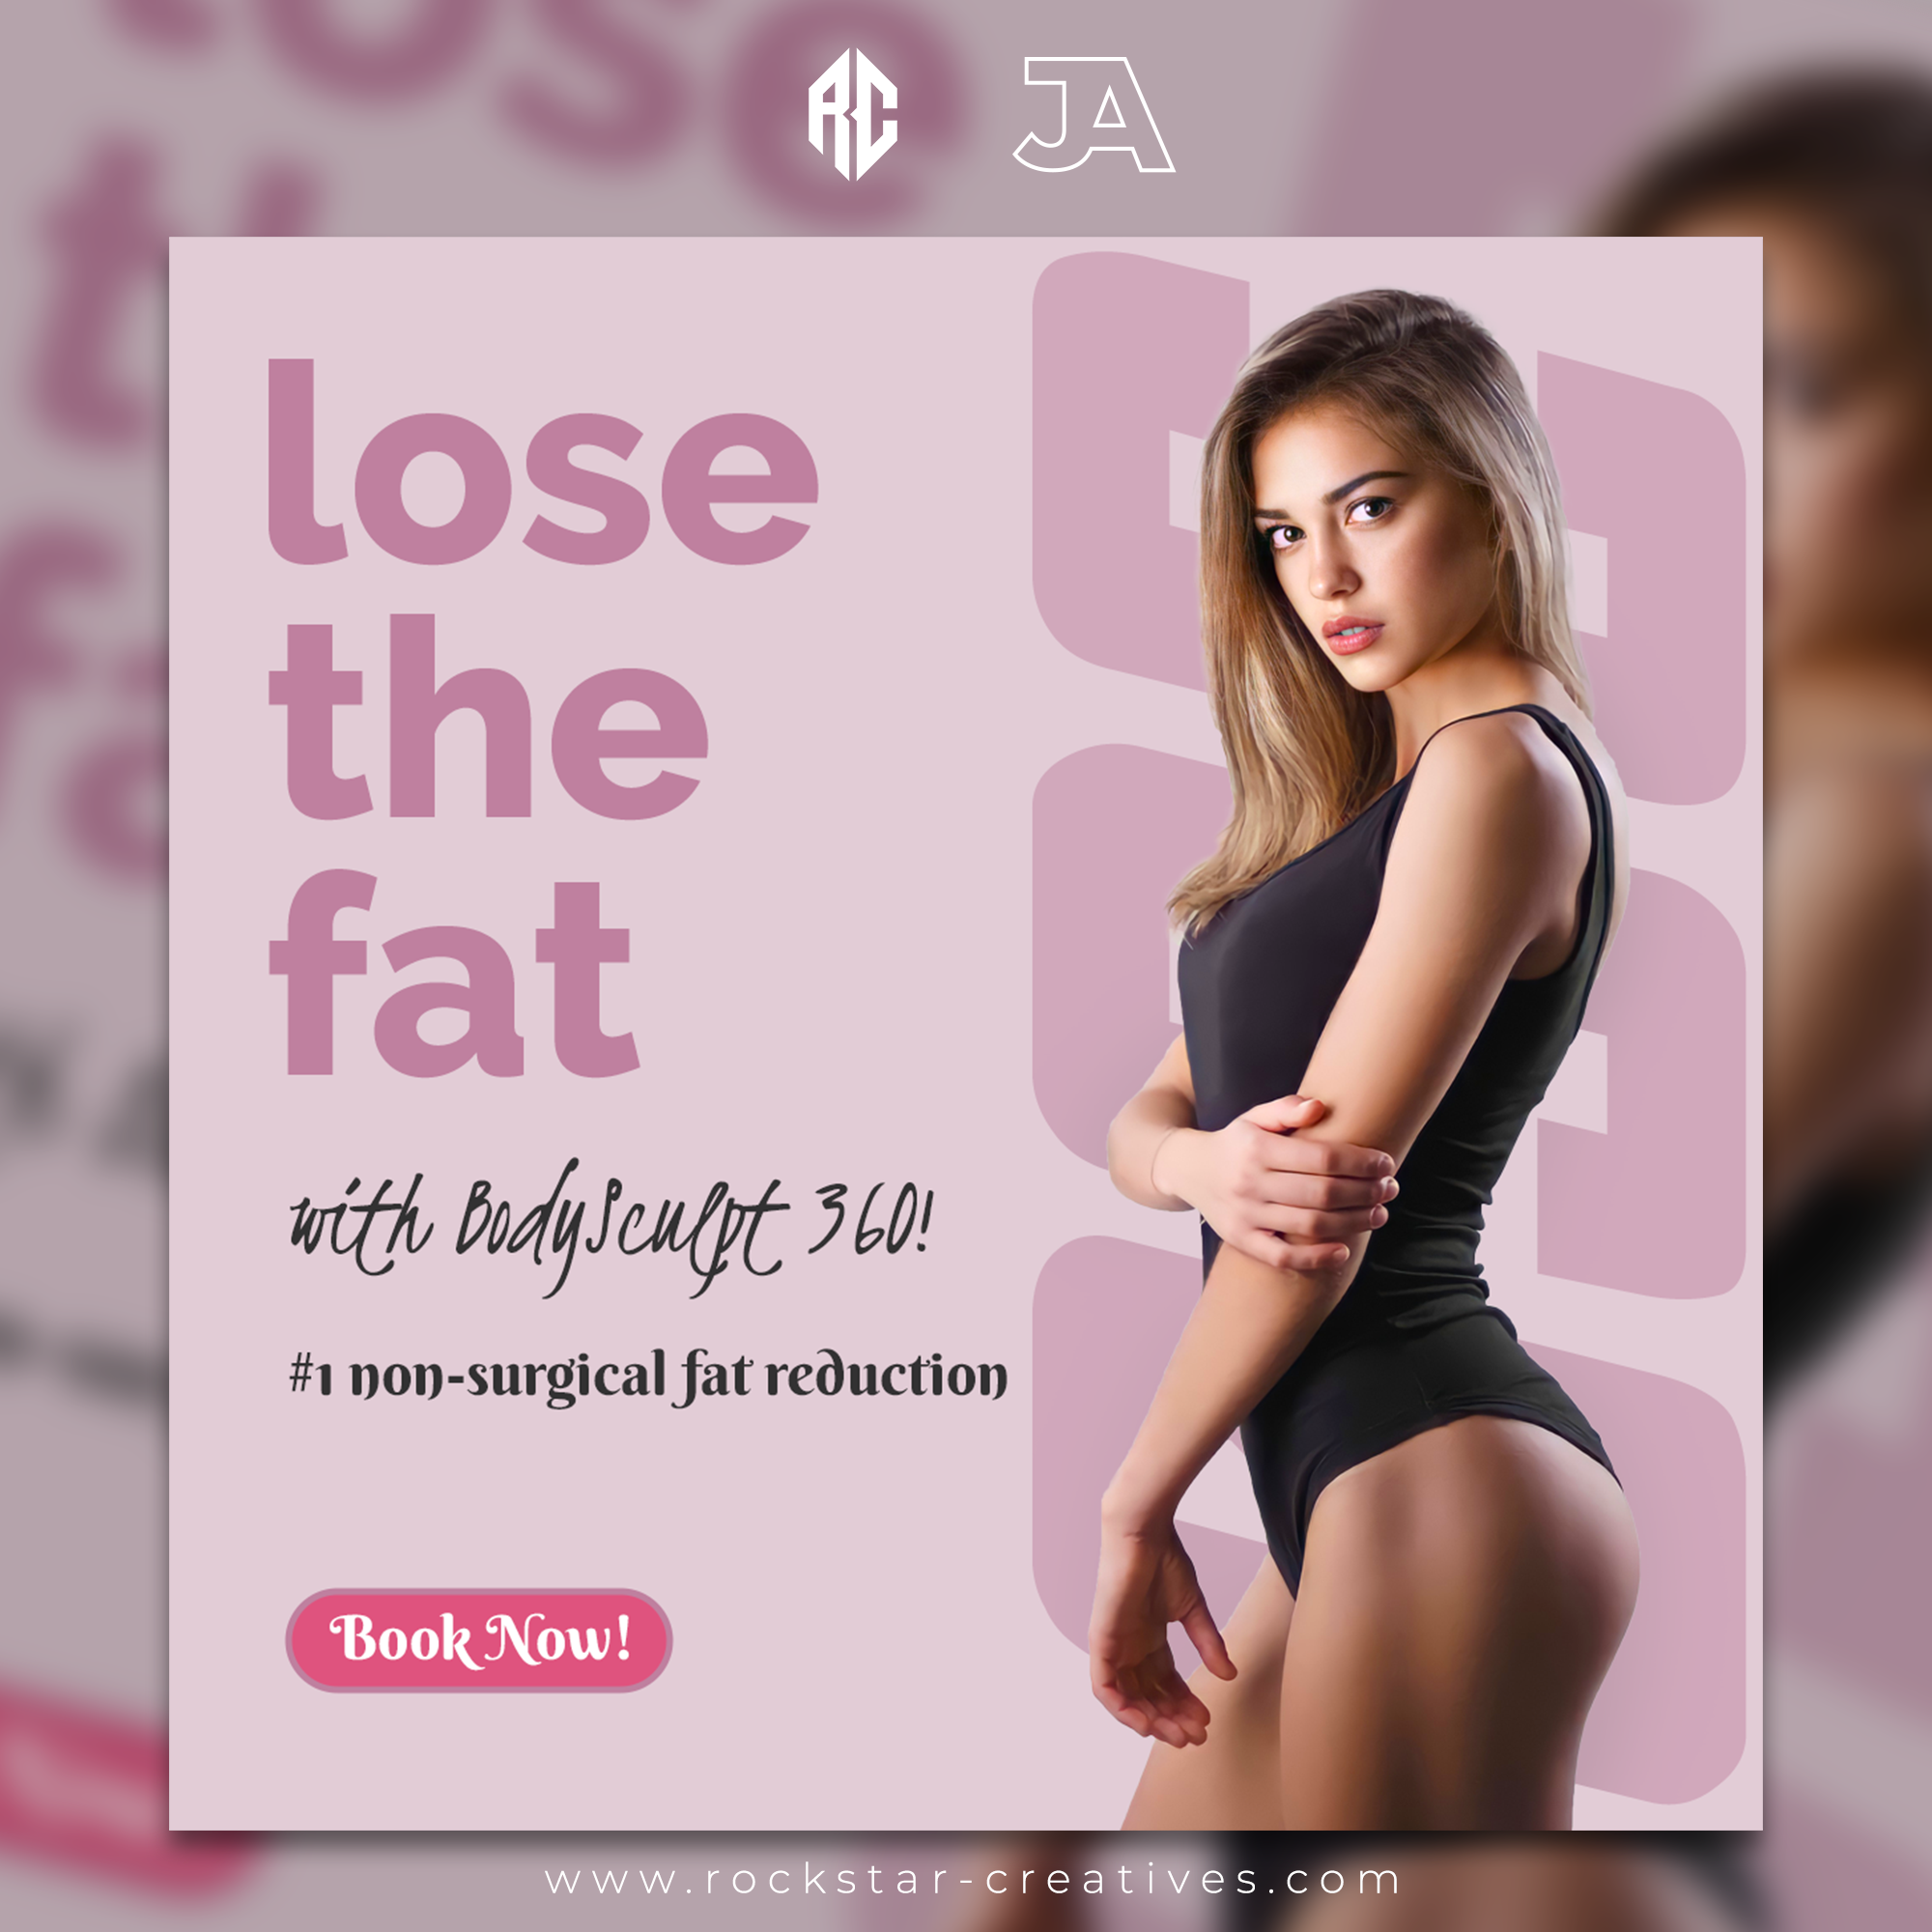 RC JA
lose
the
fat
with BodySculpt 360!
#1 non-surgical fat reduction
Book Now!
www.rockstar-creatives.com